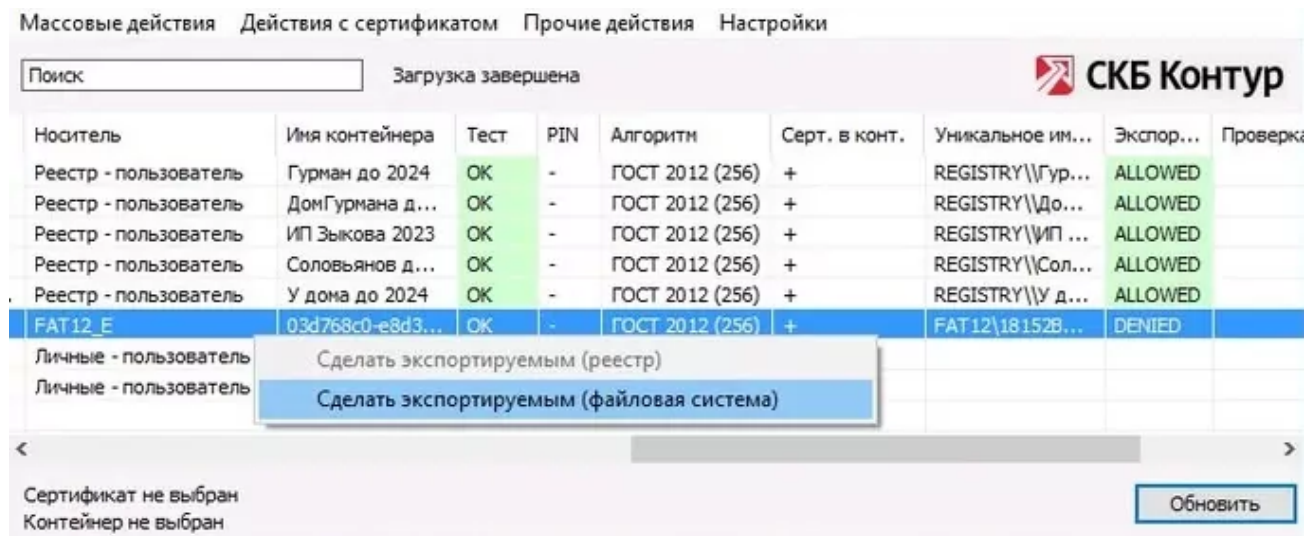 Массовые действия Действия с сертификатом Прочие действия Настройки
Поиск Загрузка завершена СКБ Контур
Носитель Имя контейнера Тест PIN Алгоритм Серт. в конт. Уникальное им... Экспор... Проверка
Реестр - пользователь Гурман до 2024 OK - ГОСТ 2012 (256) + REGISTRY\\Гур... ALLOWED
Реестр - пользователь ДомГурмана д... OK - ГОСТ 2012 (256) + REGISTRY\\До... ALLOWED
Реестр - пользователь ИП Зыкова 2023 OK - ГОСТ 2012 (256) + REGISTRY\\ИП ... ALLOWED
Реестр - пользователь Соловьянов д... OK - ГОСТ 2012 (256) + REGISTRY\\Сол... ALLOWED
Реестр - пользователь У дома до 2024 OK - ГОСТ 2012 (256) + REGISTRY\\У д... ALLOWED
FAT12_E 03d768c0-e8d3... OK - ГОСТ 2012 (256) + FAT12\18152B... DENIED
Личные - пользователь Сделать экспортируемым (реестр)
Личные - пользователь Сделать экспортируемым (файловая система)
Сертификат не выбран
Контейнер не выбран
Обновить